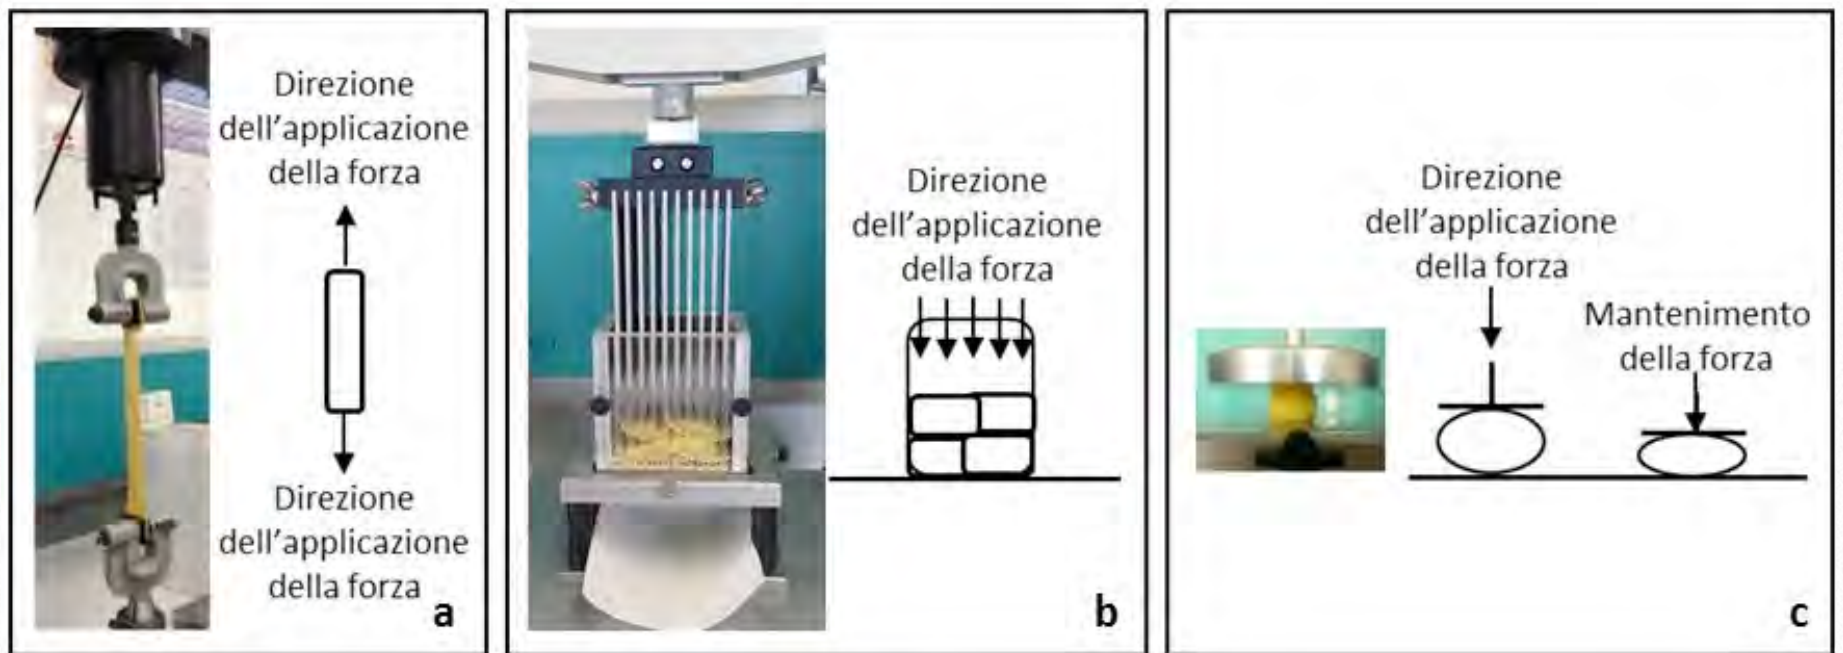 Direzione
dell'applicazione
della forza
Direzione
dell'applicazione
della forza
a
Direzione
dell'applicazione
della forza
b
Direzione
dell'applicazione
della forza
Mantenimento
della forza
c